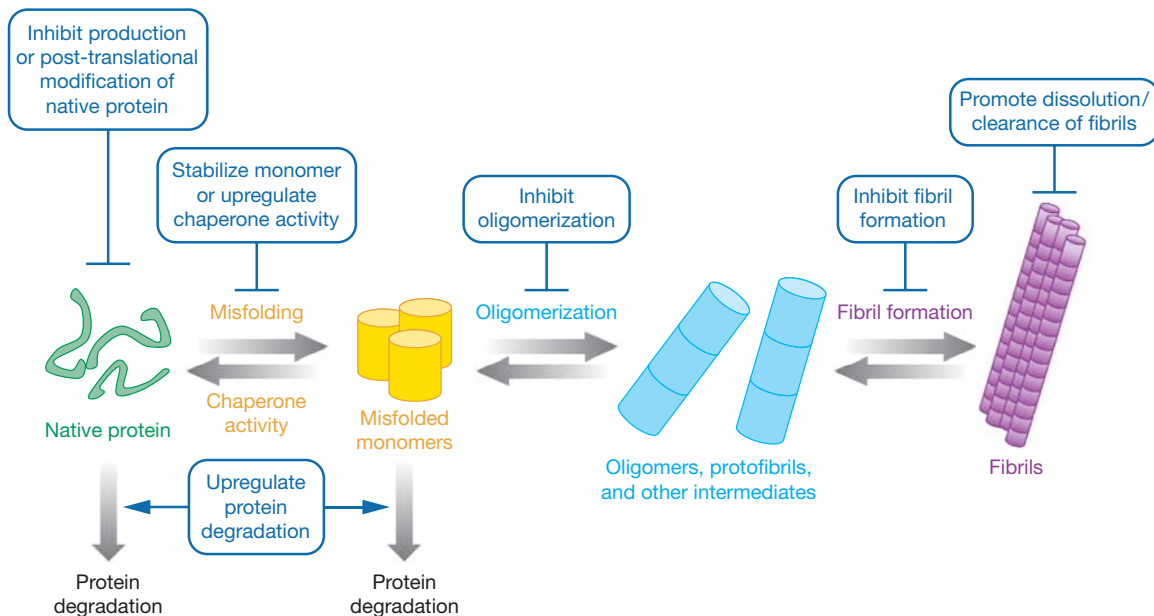 Inhibit production
or post-translational
modification of
native protein
Promote dissolution/
clearance of fibrils
Stabilize monomer
or upregulate
chaperone activity
Inhibit
oligomerization
Inhibit fibril
formation
Misfolding
Oligomerization
Fibril formation
Chaperone
activity
Native protein
Misfolded
monomers
Oligomers, protofibrils,
and other intermediates
Fibrils
Upregulate
protein
degradation
Protein
degradation
Protein
degradation